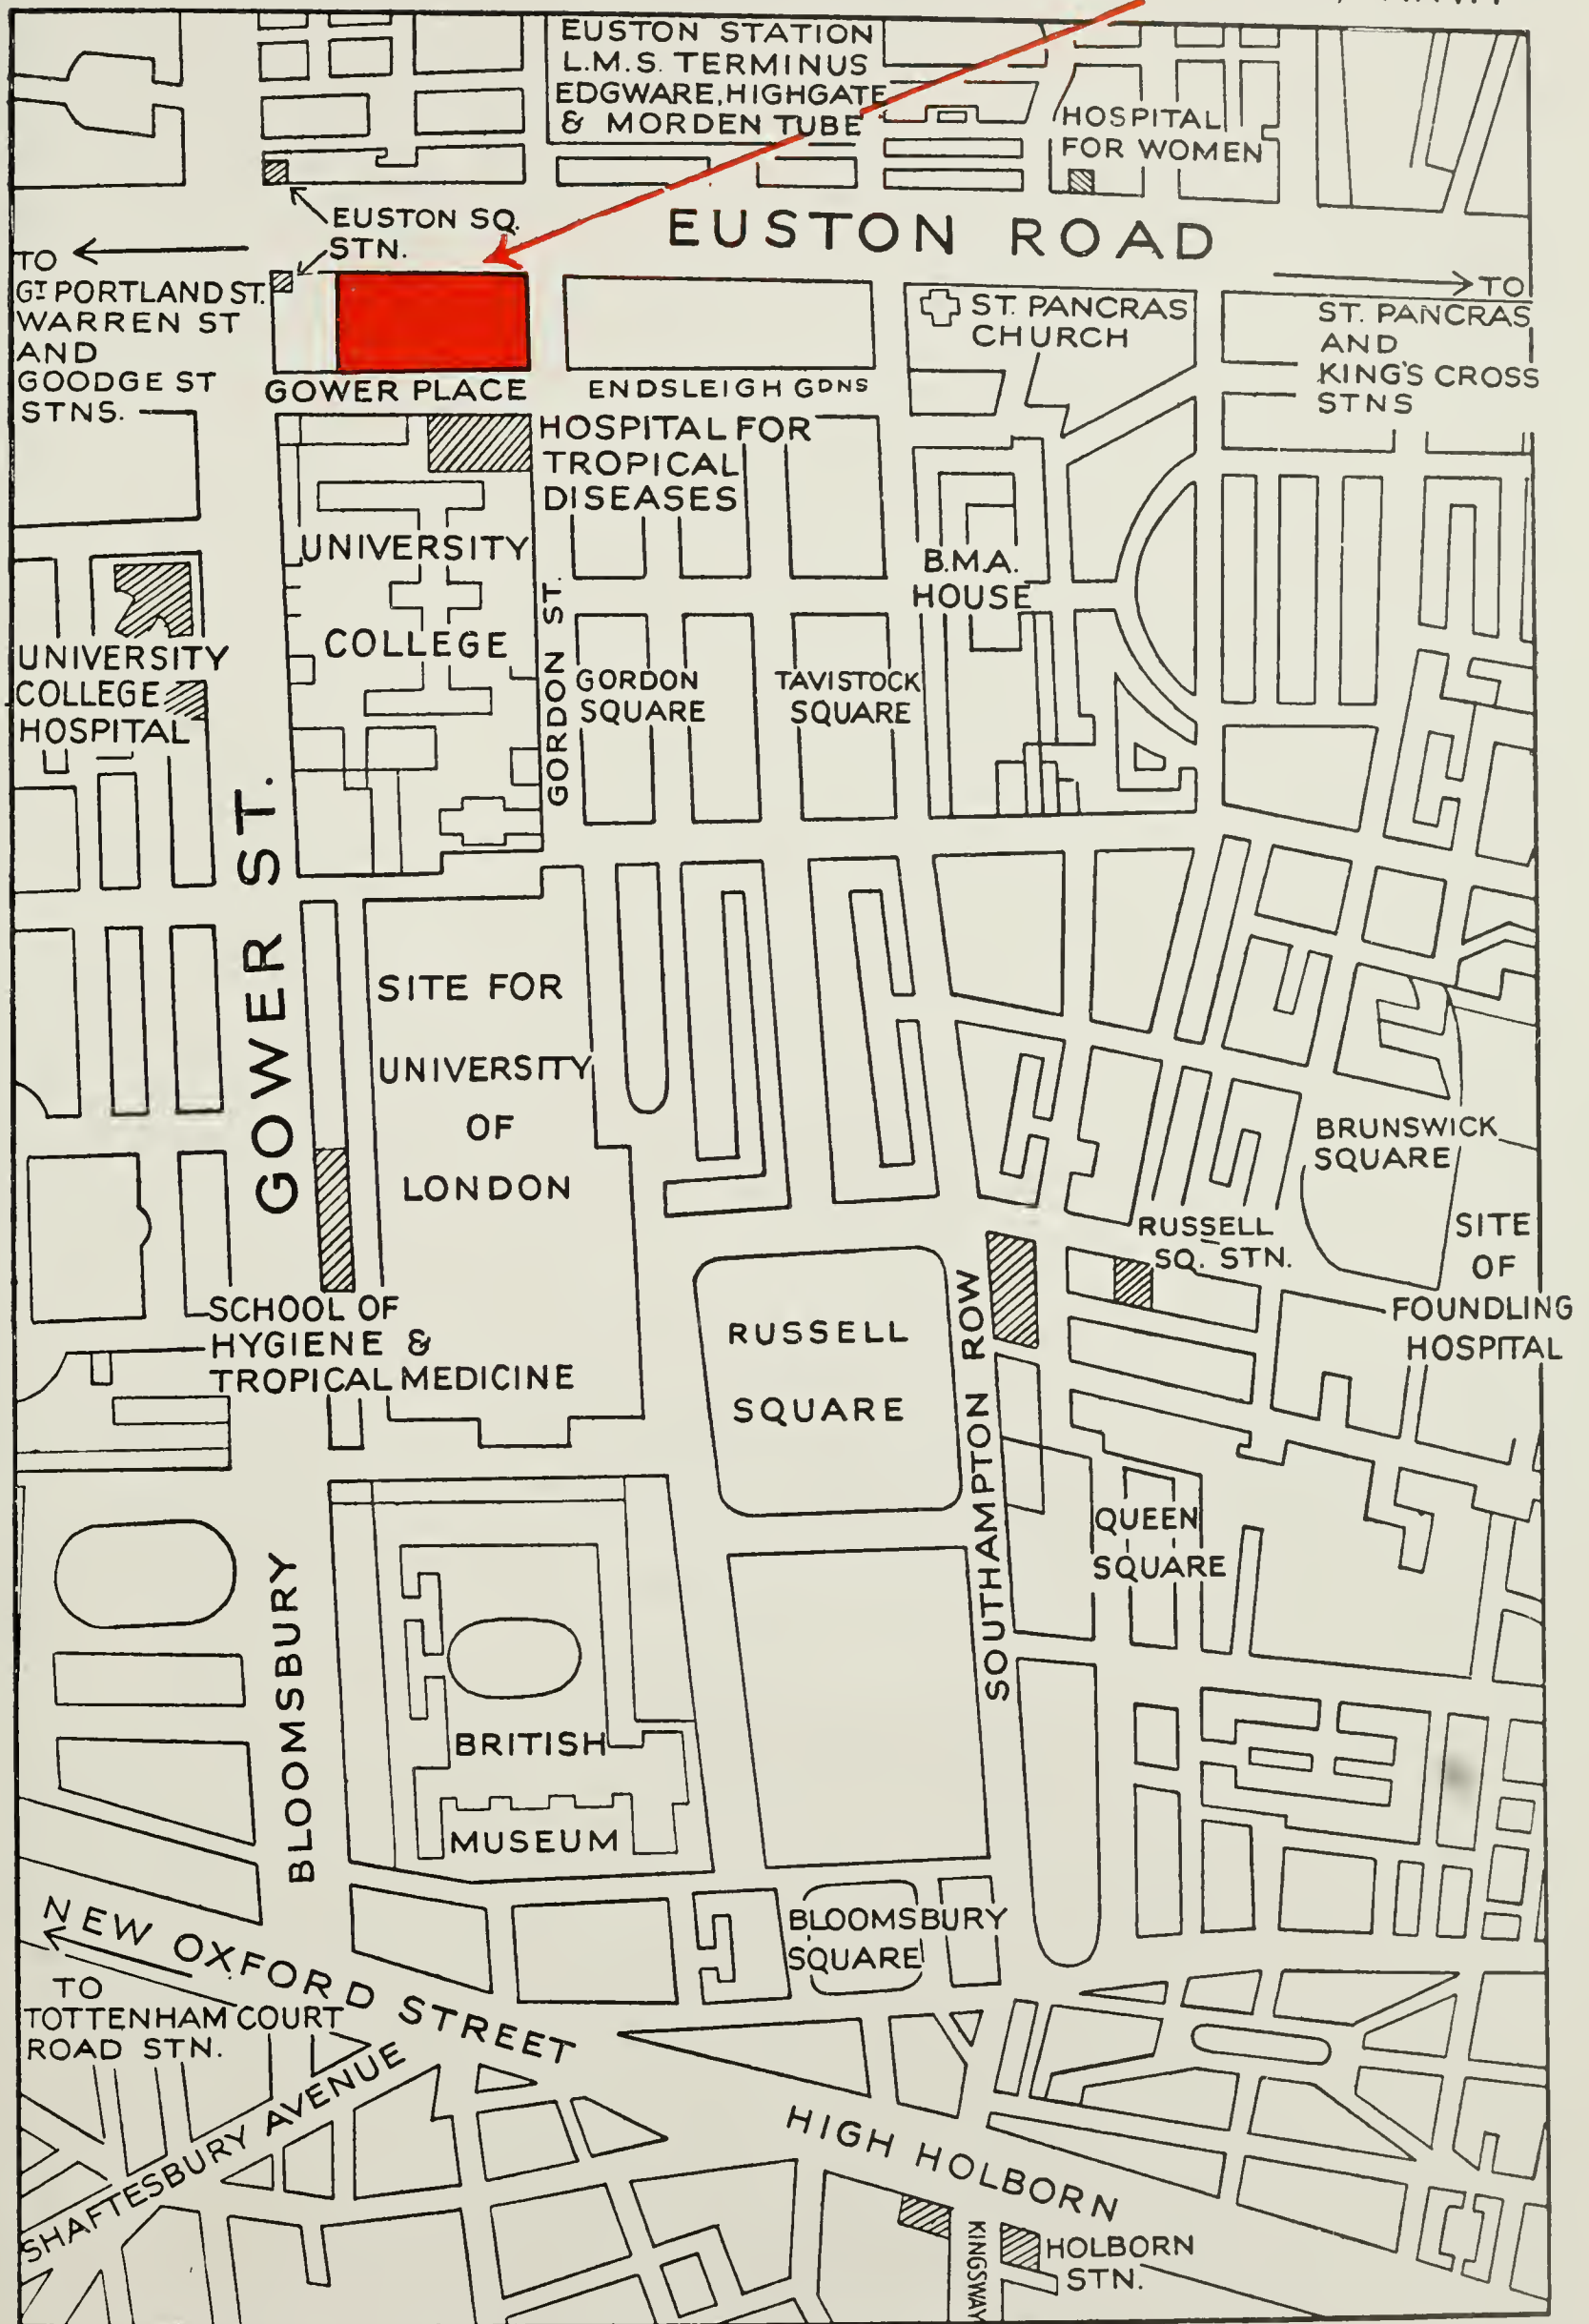 EUSTON STATION
L.M.S. TERMINUS
EDGWARE, HIGHGATE
& MORDEN TUBE
HOSPITAL
FOR WOMEN
EUSTON SQ.
STN.
EUSTON ROAD
TO
GT PORTLAND ST.
WARREN ST
AND
GOODGE ST
STNS.
TO
ST. PANCRAS
AND
KING'S CROSS
STNS
ST. PANCRAS
CHURCH
GOWER PLACE
ENDSLEIGH GDNS
HOSPITAL FOR
TROPICAL
DISEASES
UNIVERSITY
COLLEGE
B.M.A.
HOUSE
GORDON ST.
UNIVERSITY
COLLEGE
HOSPITAL
GORDON
SQUARE
TAVISTOCK
SQUARE
GOWER ST.
SITE FOR
UNIVERSITY
OF
LONDON
BRUNSWICK
SQUARE
RUSSELL
SQ. STN.
SITE
OF
FOUNDLING
HOSPITAL
SCHOOL OF
HYGIENE &
TROPICAL MEDICINE
RUSSELL
SQUARE
SOUTHAMPTON ROW
QUEEN
SQUARE
BLOOMSBURY
BRITISH
MUSEUM
BLOOMSBURY
SQUARE
NEW OXFORD STREET
TO
TOTTENHAM COURT
ROAD STN.
SHAFTESBURY AVENUE
HIGH HOLBORN
KINGSWAY
HOLBORN
STN.